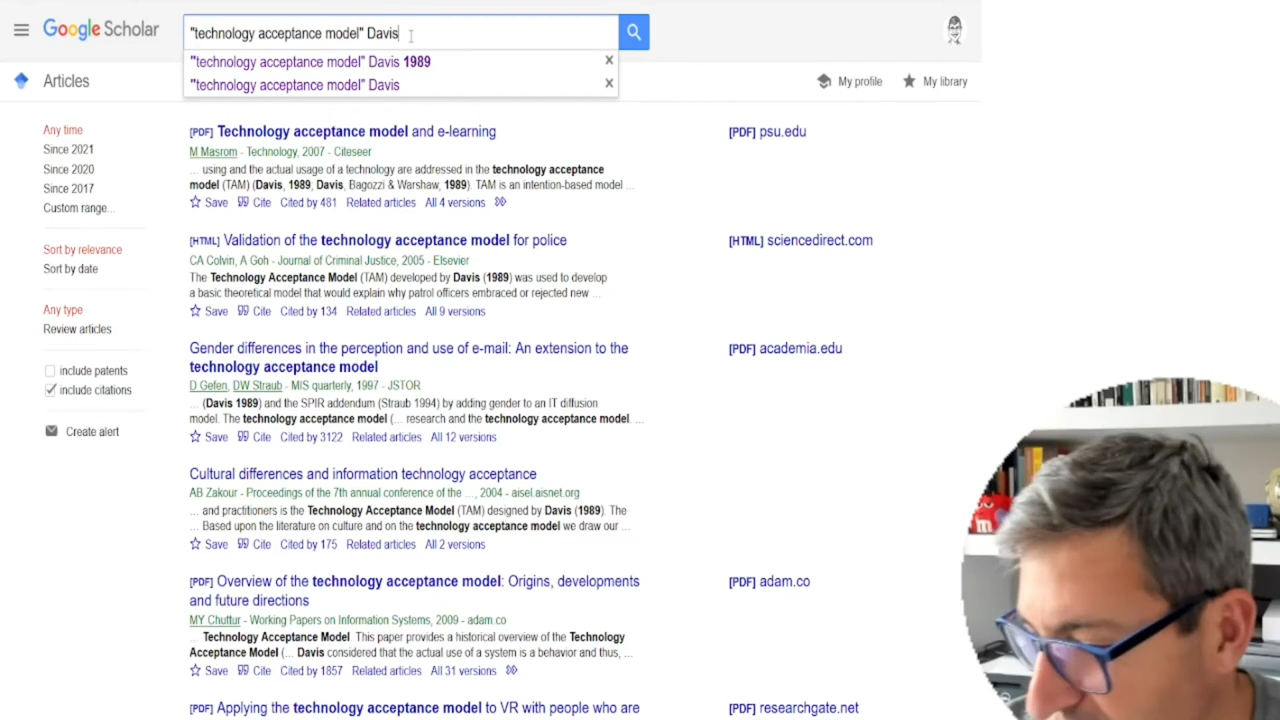 Google Scholar
"technology acceptance model" Davis
"technology acceptance model" Davis 1989 x
"technology acceptance model" Davis x
Articles
My profile
My library
Any time
Since 2021
Since 2020
Since 2017
Custom range...
Sort by relevance
Sort by date
Any type
Review articles
include patents
include citations
Create alert
[PDF] Technology acceptance model and e-learning
M Masrom - Technology, 2007 - Citeseer
... using and the actual usage of a technology are addressed in the technology acceptance
model (TAM) (Davis, 1989, Davis, Bagozzi & Warshaw, 1989). TAM is an intention-based model ...
Save Cite Cited by 481 Related articles All 4 versions
[PDF] psu.edu
[HTML] Validation of the technology acceptance model for police
CA Colvin, A Goh - Journal of Criminal Justice, 2005 - Elsevier
The Technology Acceptance Model (TAM) developed by Davis (1989) was used to develop
a basic theoretical model that would explain why patrol officers embraced or rejected new ...
Save Cite Cited by 134 Related articles All 9 versions
[HTML] sciencedirect.com
Gender differences in the perception and use of e-mail: An extension to the
technology acceptance model
D Gefen, DW Straub - MIS quarterly, 1997 - JSTOR
... (Davis 1989) and the SPIR addendum (Straub 1994) by adding gender to an IT diffusion
model. The technology acceptance model (... research and the technology acceptance model. ...
Save Cite Cited by 3122 Related articles All 12 versions
[PDF] academia.edu
Cultural differences and information technology acceptance
AB Zakour - Proceedings of the 7th annual conference of the ..., 2004 - aisel.aisnet.org
... and practitioners is the Technology Acceptance Model (TAM) designed by Davis (1989). The
... Based upon the literature on culture and on the technology acceptance model we draw our ...
Save Cite Cited by 175 Related articles All 2 versions
[PDF] Overview of the technology acceptance model: Origins, developments
and future directions
MY Chuttur - Working Papers on Information Systems, 2009 - adam.co
... Technology Acceptance Model This paper provides a historical overview of the Technology
Acceptance Model (... Davis considered that the actual use of a system is a behavior and thus, ...
Save Cite Cited by 1857 Related articles All 31 versions
[PDF] adam.co
[PDF] Applying the technology acceptance model to VR with people who are
[PDF] researchgate.net
m